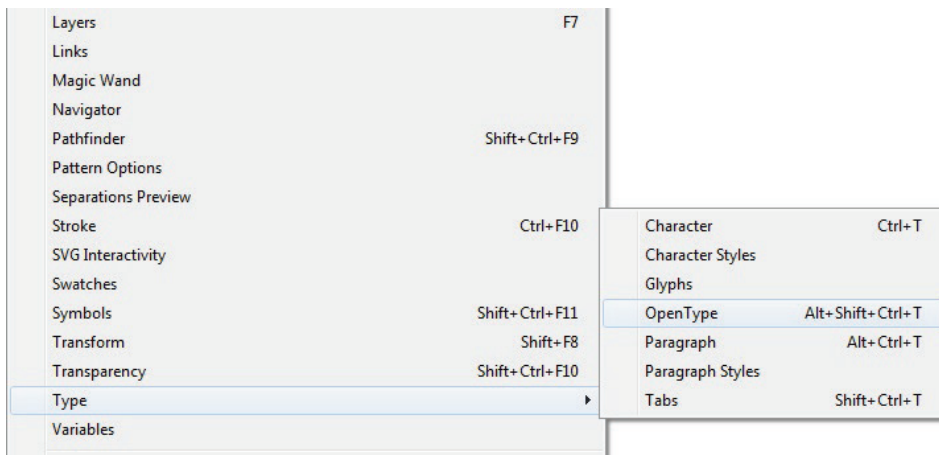 Layers F7
Links
Magic Wand
Navigator
Pathfinder Shift+Ctrl+F9
Pattern Options
Separations Preview
Stroke Ctrl+F10
SVG Interactivity
Swatches
Symbols Shift+Ctrl+F11
Transform Shift+F8
Transparency Shift+Ctrl+F10
Type
Variables
Character Ctrl+T
Character Styles
Glyphs
OpenType Alt+Shift+Ctrl+T
Paragraph Alt+Ctrl+T
Paragraph Styles
Tabs Shift+Ctrl+T